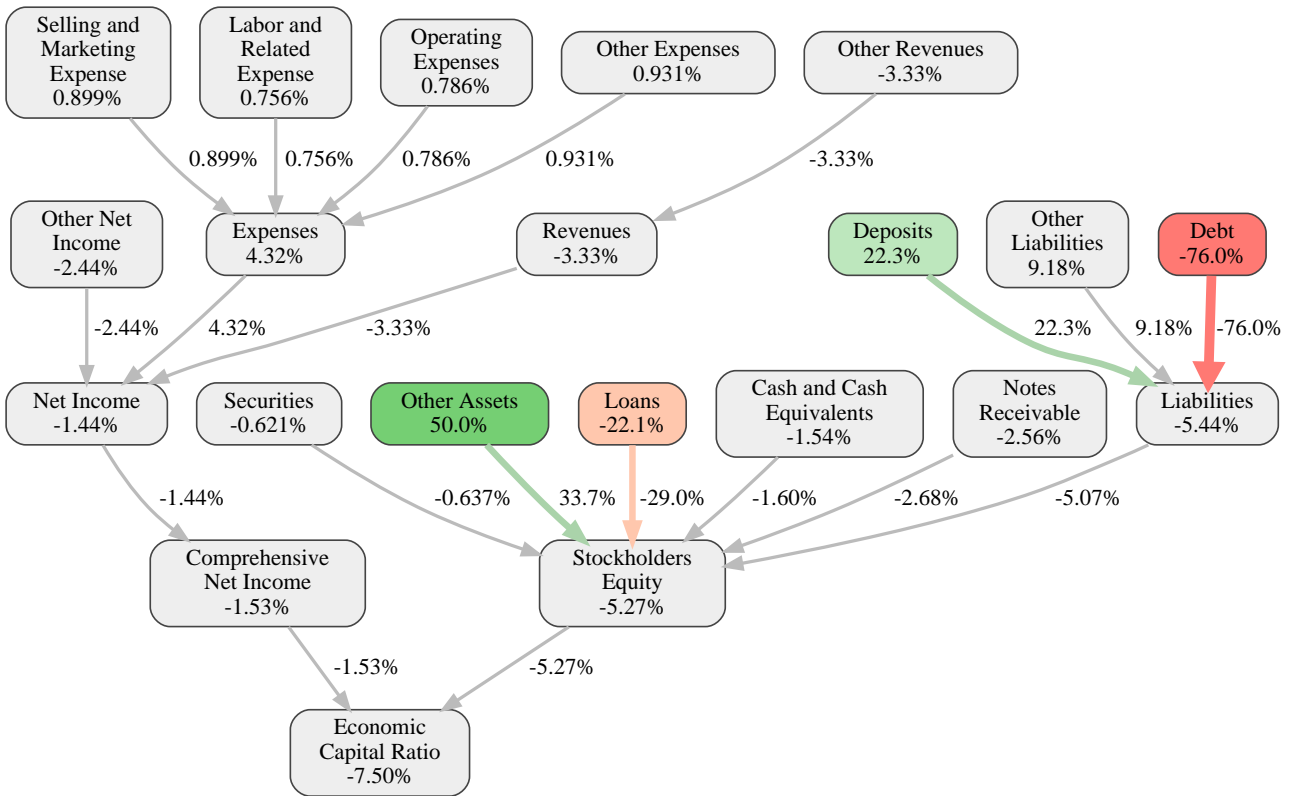 Selling and
Marketing
Expense
0.899%
Labor and
Related
Expense
0.756%
Operating
Expenses
0.786%
Other Expenses
0.931%
Other Revenues
-3.33%
0.899%
0.756%
0.786%
0.931%
-3.33%
Other Net
Income
-2.44%
Expenses
4.32%
Revenues
-3.33%
Deposits
22.3%
Other
Liabilities
9.18%
Debt
-76.0%
-2.44%
4.32%
-3.33%
22.3%
9.18%
-76.0%
Net Income
-1.44%
Securities
-0.621%
Other Assets
50.0%
Loans
-22.1%
Cash and Cash
Equivalents
-1.54%
Notes
Receivable
-2.56%
Liabilities
-5.44%
-1.44%
-0.637%
33.7%
-29.0%
-1.60%
-2.68%
-5.07%
Comprehensive
Net Income
-1.53%
Stockholders
Equity
-5.27%
-1.53%
-5.27%
Economic
Capital Ratio
-7.50%